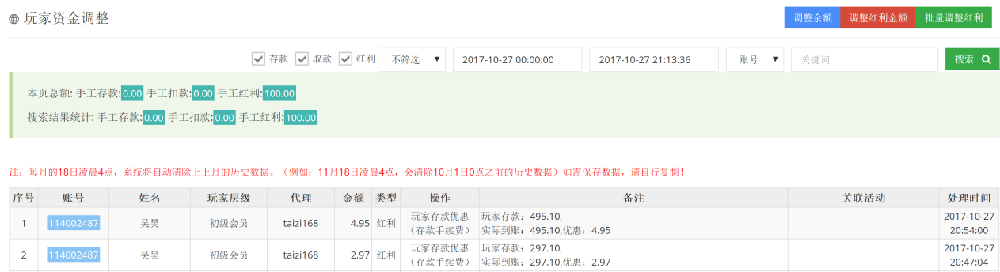 玩家资金调整
调整余额 调整红利金额 批量调整红利
存款 取款 红利 不筛选 2017-10-27 00:00:00 2017-10-27 21:13:36 账号 关键词 搜索
本页总额: 手工存款:0.00 手工扣款:0.00 手工红利:100.00
搜索结果统计: 手工存款:0.00 手工扣款:0.00 手工红利:100.00
注：每月的18日凌晨4点，系统将自动清除上上月的历史数据。（例如：11月18日凌晨4点，会清除10月1日0点之前的历史数据）如需保存数据，请自行复制！
序号 账号 姓名 玩家层级 代理 金额 类型 操作 备注 关联活动 处理时间
1 114002487 吴昊 初级会员 taizi168 4.95 红利 玩家存款优惠 玩家存款：495.10, 2017-10-27
（存款手续费） 实际到账：495.10,优惠：4.95 20:54:00
2 114002487 吴昊 初级会员 taizi168 2.97 红利 玩家存款优惠 玩家存款：297.10, 2017-10-27
（存款手续费） 实际到账：297.10,优惠：2.97 20:47:04